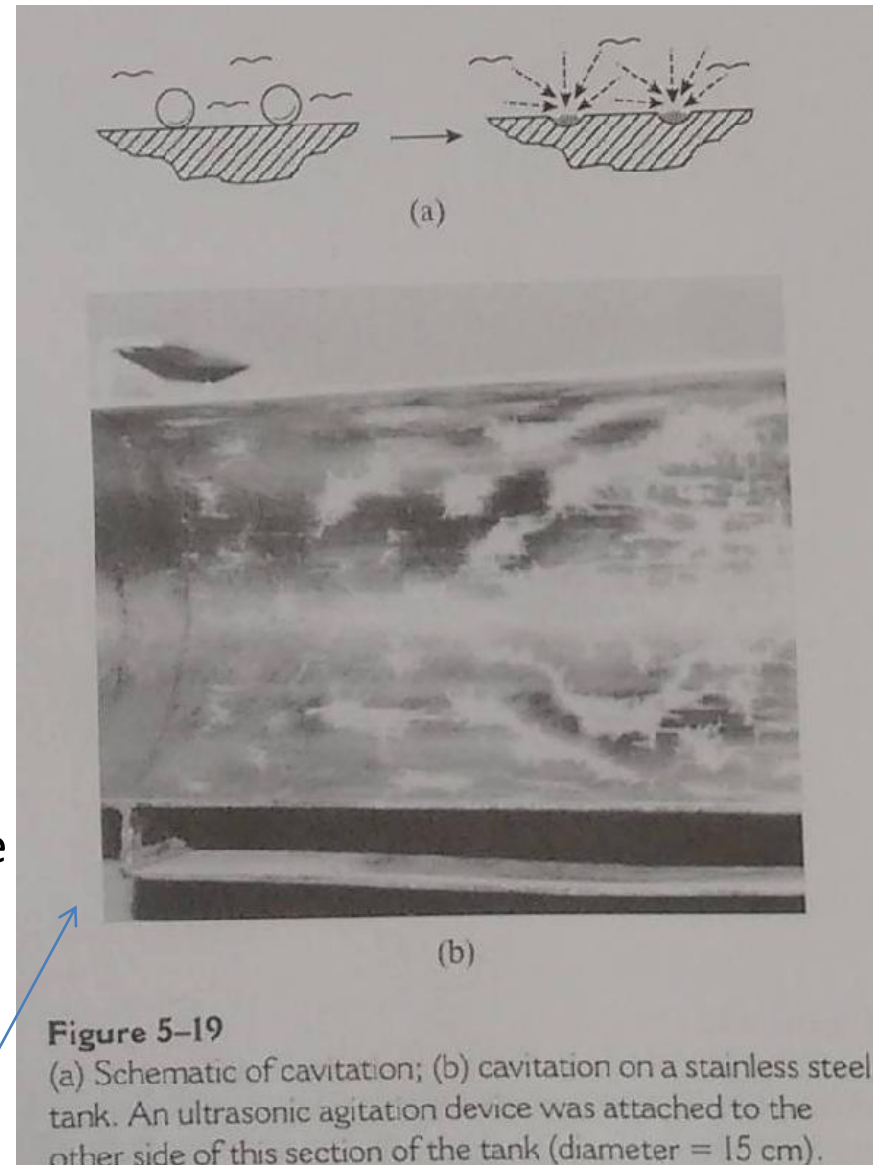 (a)
e
(b)
Figure 5–19
(a) Schematic of cavitation; (b) cavitation on a stainless steel
tank. An ultrasonic agitation device was attached to the
other side of this section of the tank (diameter = 15 cm).